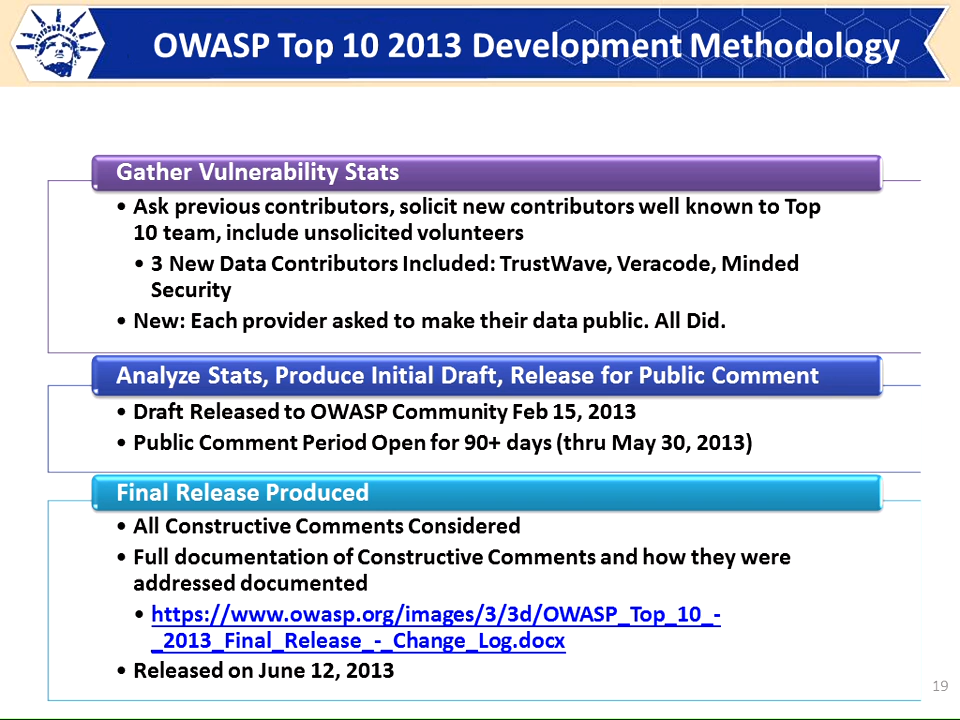 OWASP Top 10 2013 Development Methodology
Gather Vulnerability Stats
• Ask previous contributors, solicit new contributors well known to Top
10 team, include unsolicited volunteers
• 3 New Data Contributors Included: TrustWave, Veracode, Minded
Security
• New: Each provider asked to make their data public. All Did.
Analyze Stats, Produce Initial Draft, Release for Public Comment
• Draft Released to OWASP Community Feb 15, 2013
• Public Comment Period Open for 90+ days (thru May 30, 2013)
Final Release Produced
• All Constructive Comments Considered
• Full documentation of Constructive Comments and how they were
addressed documented
• https://www.owasp.org/images/3/3d/OWASP_Top_10_-
_2013_Final_Release_-_Change_Log.docx
• Released on June 12, 2013
19